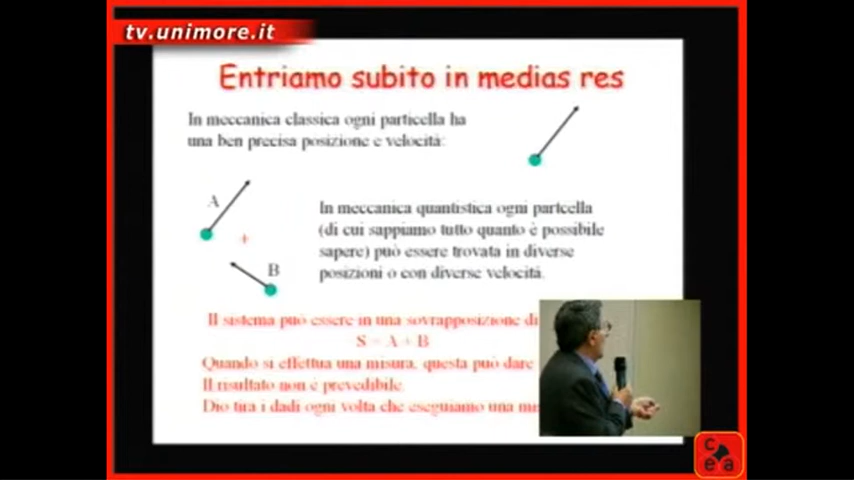 tv.unimore.it
Entriamo subito in medias res
In meccanica classica ogni particella ha
una ben precisa posizione e velocità:
A
+
B
In meccanica quantistica ogni partcella
(di cui sappiamo tutto quanto è possibile
sapere) può essere trovata in diverse
posizioni o con diverse velocità.
Il sistema può essere in una sovrapposizione di
S = A + B
Quando si effettua una misura, questa può dare
Il risultato non è prevedibile.
Dio tira i dadi ogni volta che eseguiamo una
c
e a